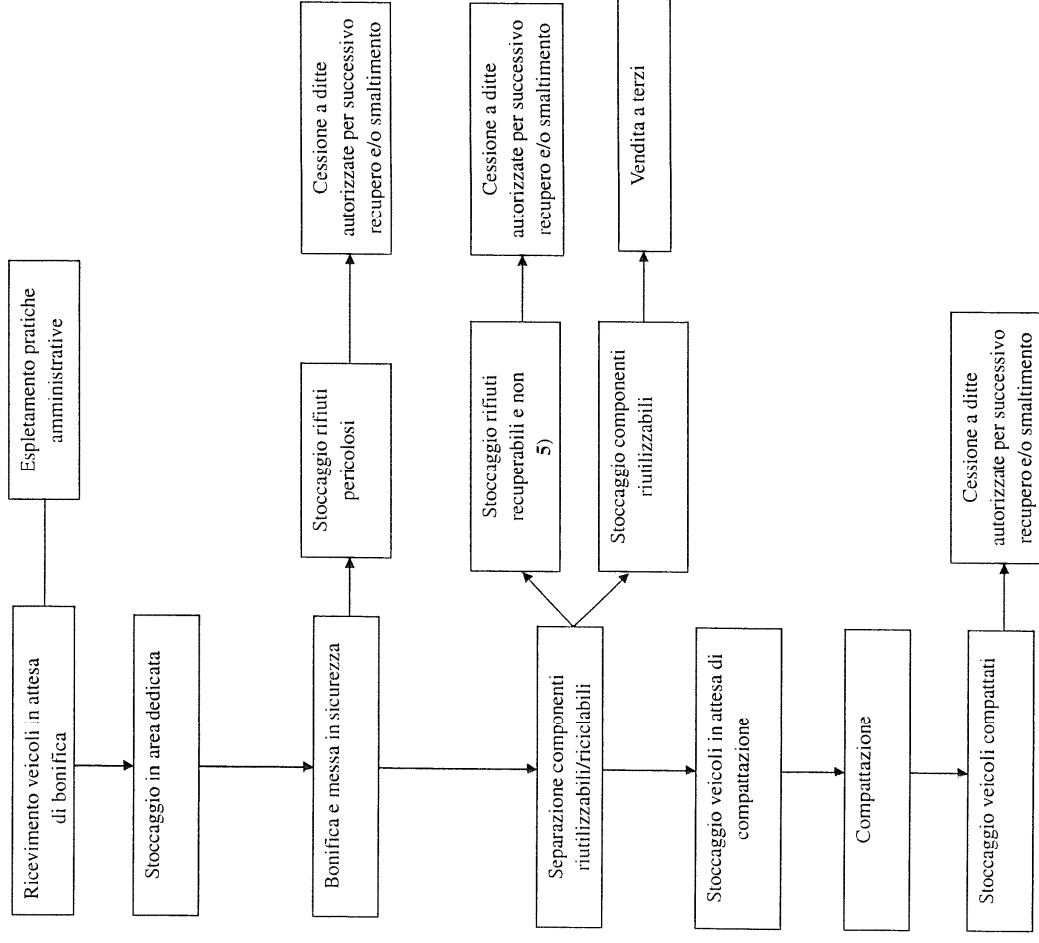 Ricevimento veicoli in attesa
di bonifica
Espletamento pratiche
amministrative
Stoccaggio in area dedicata
Bonifica e messa in sicurezza
Stoccaggio rifiuti
pericolosi
Cessione a ditte
autorizzate per successivo
recupero e/o smaltimento
Separazione componenti
riutilizzabili/riciclabili
Stoccaggio rifiuti
recuperabili e non
5)
Cessione a ditte
autorizzate per successivo
recupero e/o smaltimento
Stoccaggio componenti
riutilizzabili
Vendita a terzi
Stoccaggio veicoli in attesa di
compattazione
Compattazione
Stoccaggio veicoli compattati
Cessione a ditte
autorizzate per successivo
recupero e/o smaltimento